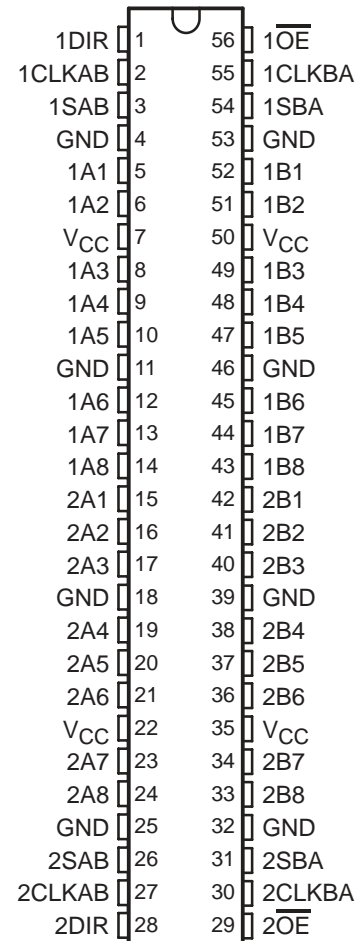 1DIR 1 56 1O̅E̅
1CLKAB 2 55 1CLKBA
1SAB 3 54 1SBA
GND 4 53 GND
1A1 5 52 1B1
1A2 6 51 1B2
VCC 7 50 VCC
1A3 8 49 1B3
1A4 9 48 1B4
1A5 10 47 1B5
GND 11 46 GND
1A6 12 45 1B6
1A7 13 44 1B7
1A8 14 43 1B8
2A1 15 42 2B1
2A2 16 41 2B2
2A3 17 40 2B3
GND 18 39 GND
2A4 19 38 2B4
2A5 20 37 2B5
2A6 21 36 2B6
VCC 22 35 VCC
2A7 23 34 2B7
2A8 24 33 2B8
GND 25 32 GND
2SAB 26 31 2SBA
2CLKAB 27 30 2CLKBA
2DIR 28 29 2O̅E̅